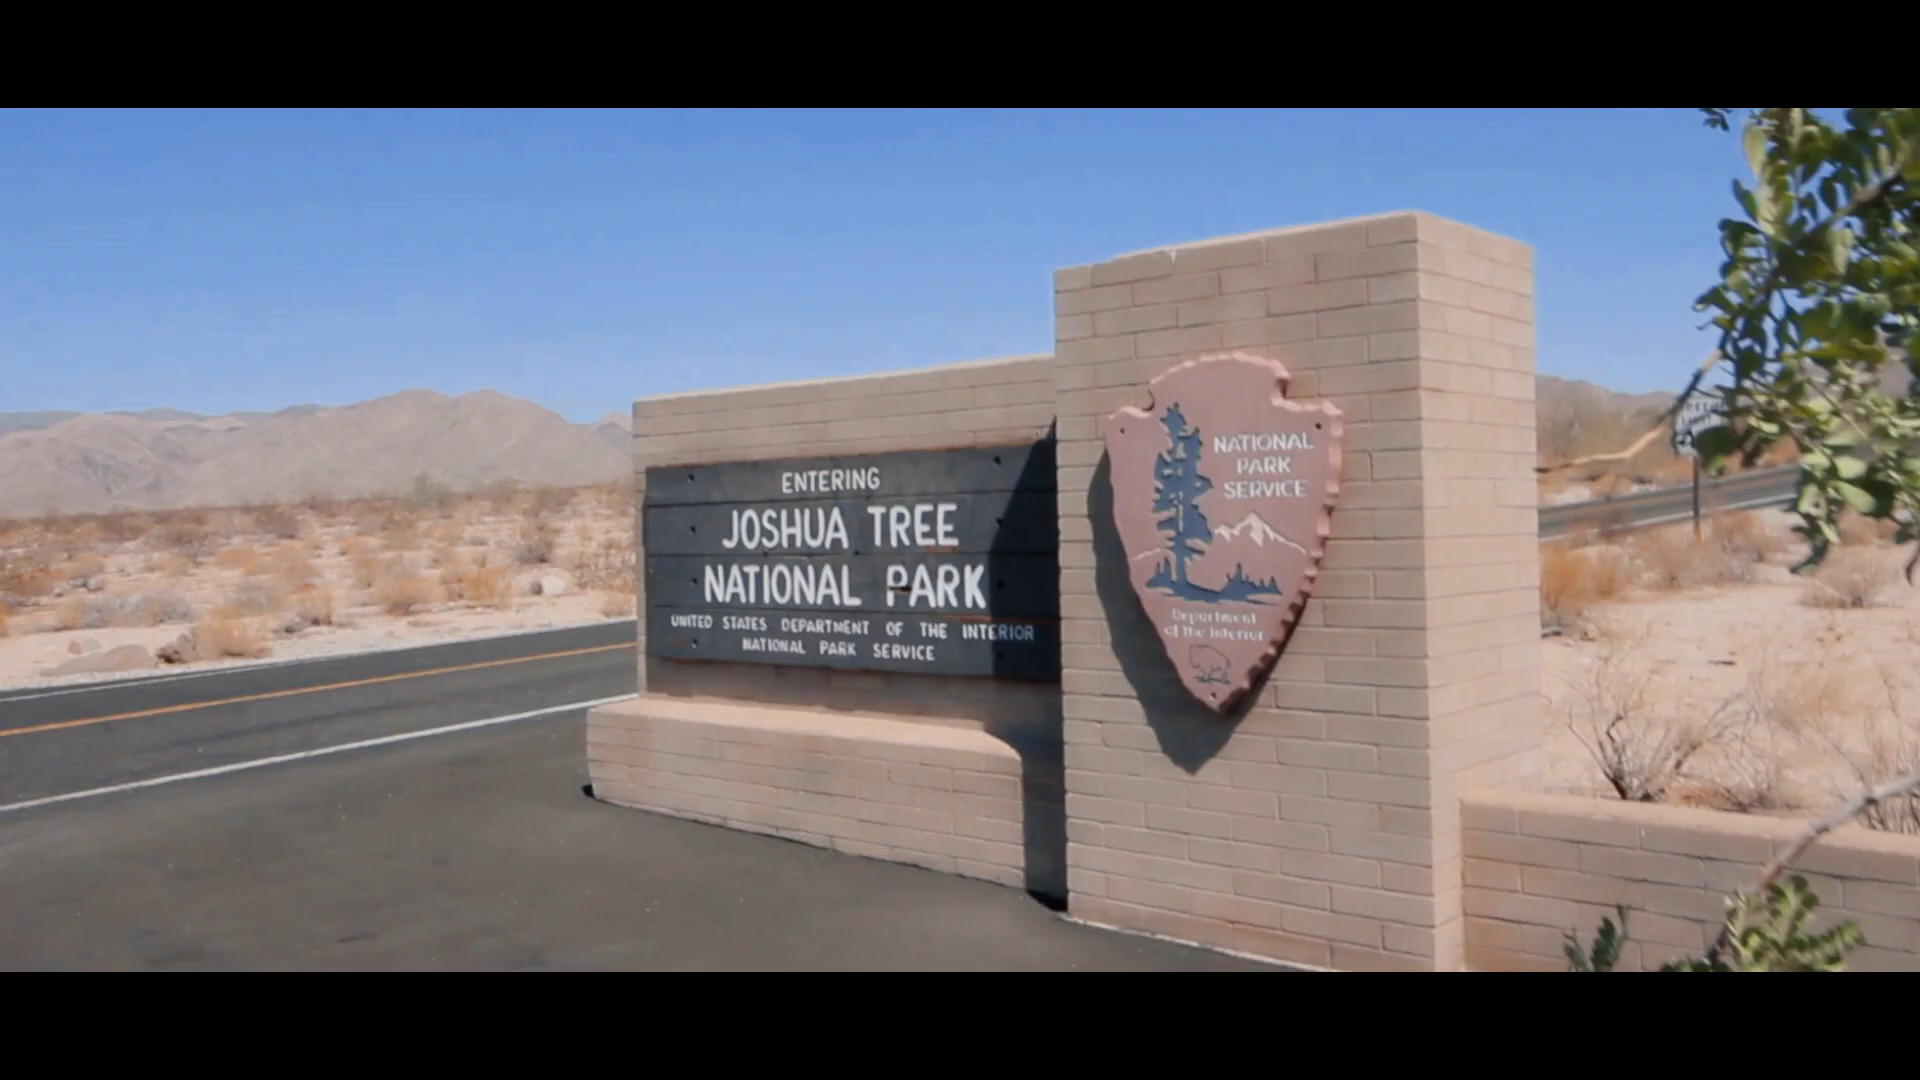 ENTERING
JOSHUA TREE
NATIONAL PARK
UNITED STATES DEPARTMENT OF THE INTERIOR
NATIONAL PARK SERVICE
NATIONAL
PARK
SERVICE
Department
of the Interior